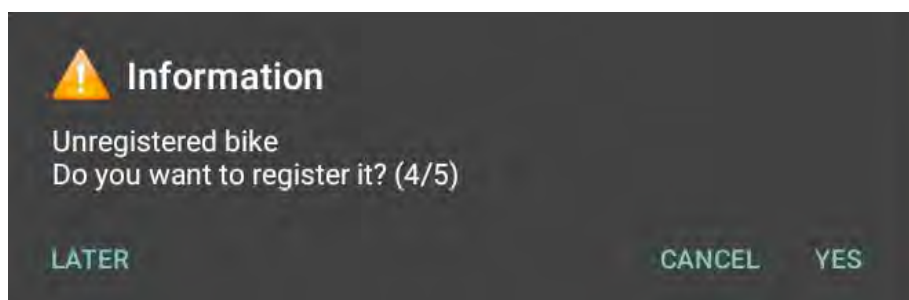 Information
Unregistered bike
Do you want to register it? (4/5)
LATER CANCEL YES